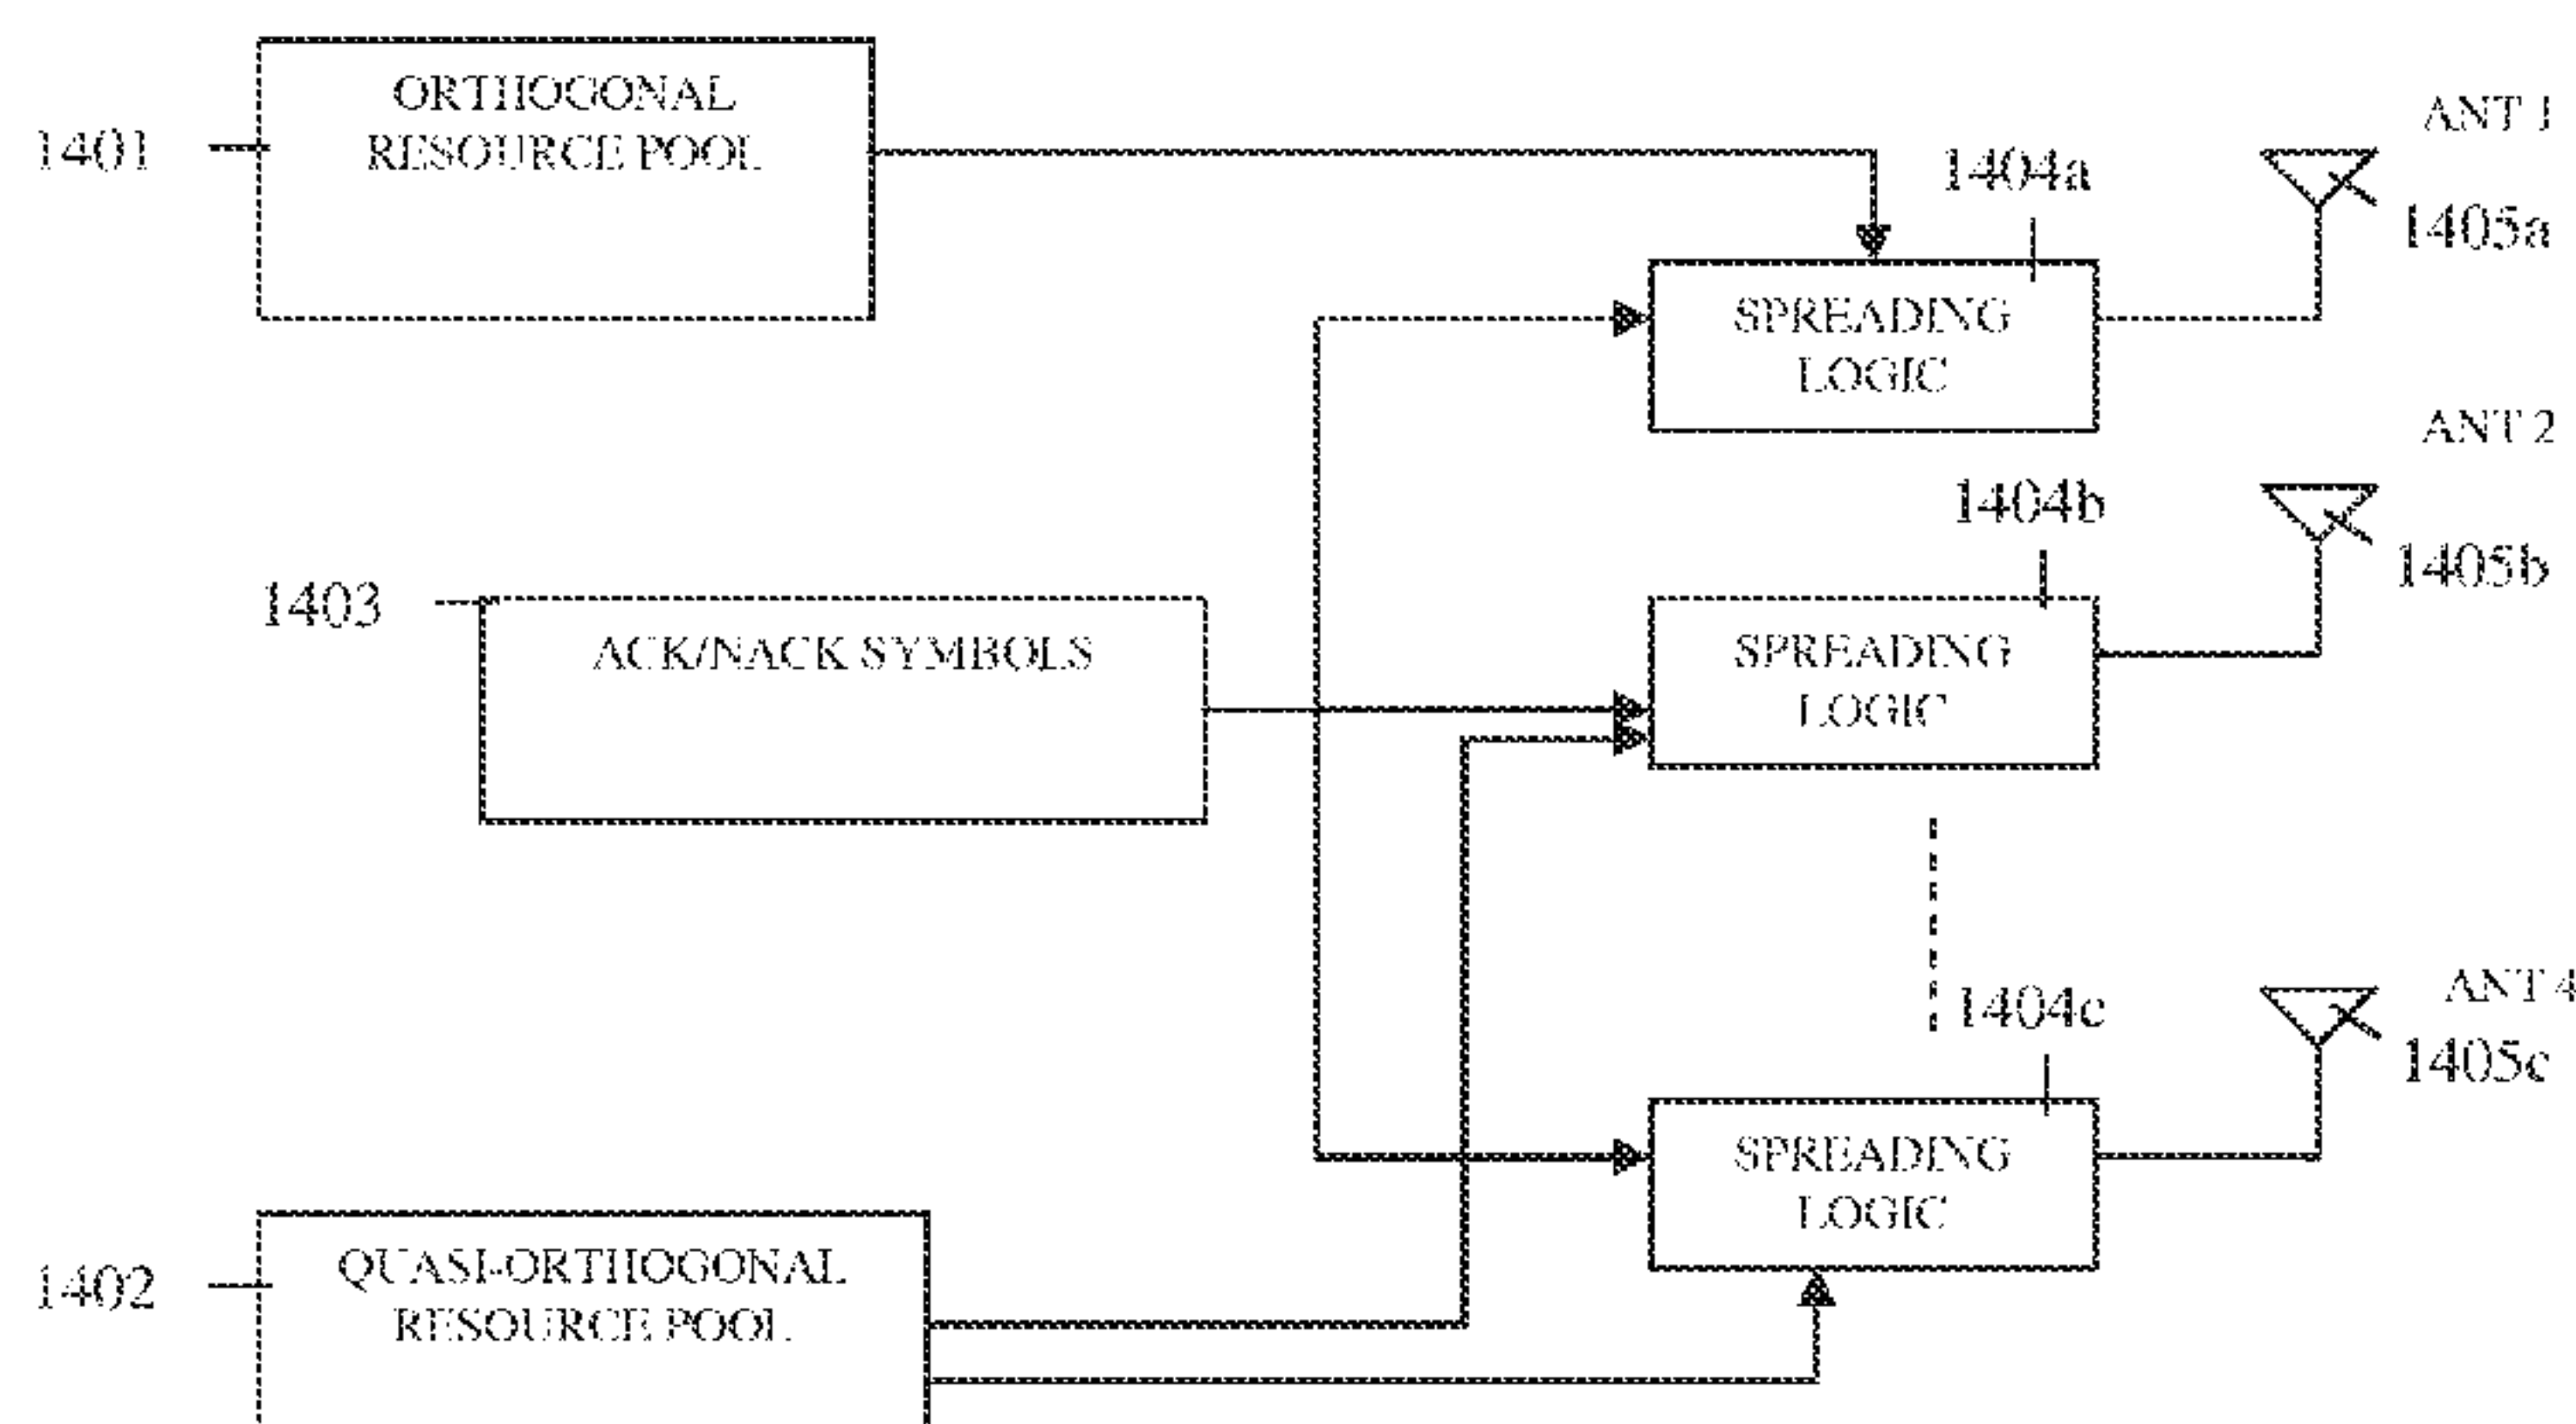 ORTHOGONAL
RESOURCE POOL
1401
ANT 1
1404a
1405a
SPREADING
LOGIC
ANT 2
1404b
1405b
1403
ACK/NACK SYMBOLS
SPREADING
LOGIC
ANT 4
1404c
1405c
SPREADING
LOGIC
1402
QUASI-ORTHOGONAL
RESOURCE POOL